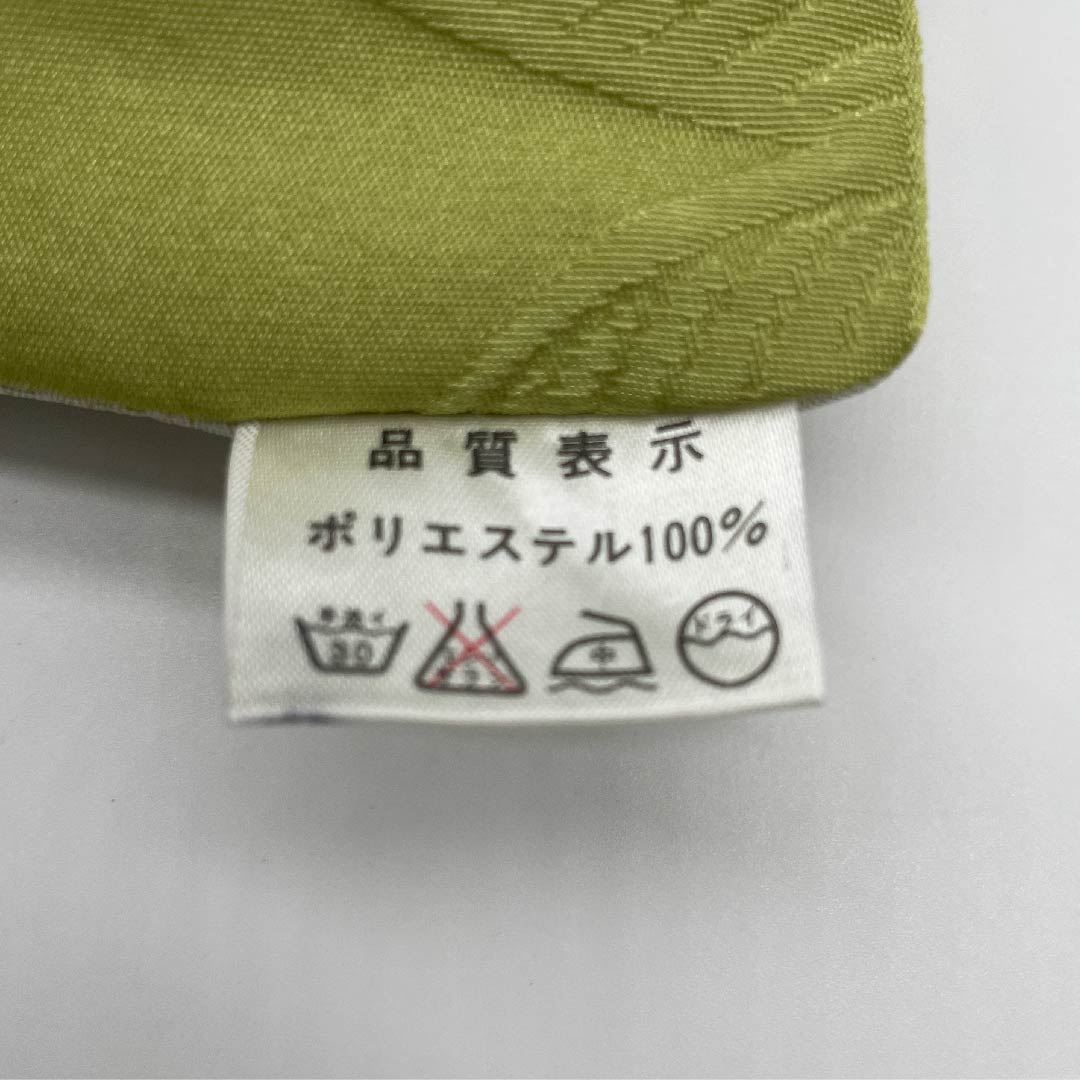 品質表示
ポリエステル100%
手洗イ 30 中 ドライ